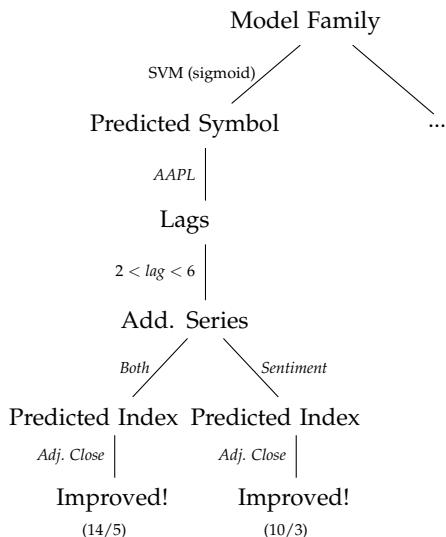 Model Family
SVM (sigmoid)
Predicted Symbol
...
AAPL
Lags
2 < lag < 6
Add. Series
Both
Sentiment
Predicted Index
Predicted Index
Adj. Close
Adj. Close
Improved!
Improved!
(14/5)
(10/3)